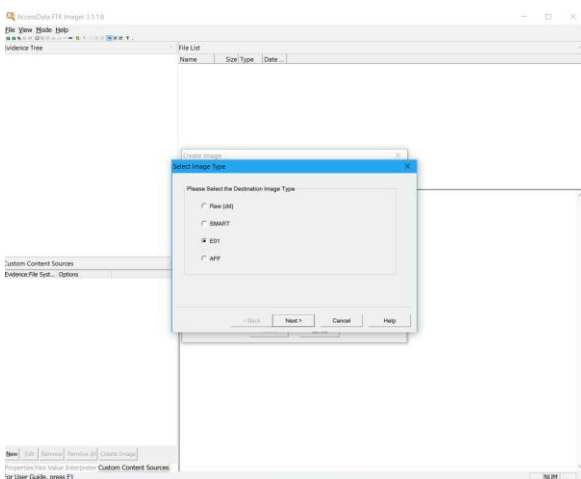 AccessData FTK Imager 3.1.1.8
File View Mode Help
Evidence Tree
File List
Name Size Type Date...
Create Image
Select Image Type
Please Select the Destination Image Type
Raw (dd)
SMART
E01
AFF
< Back Next > Cancel Help
Custom Content Sources
Evidence:File Syst... Options
New Edit Remove Remove All Create Image
Properties Hex Value Interpreter Custom Content Sources
For User Guide, press F1
NUM